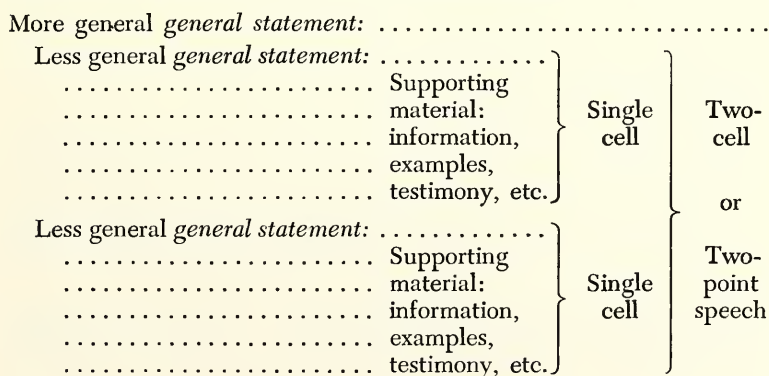 More general general statement: ........................................
Less general general statement: .............
........................ Supporting
........................ material: Single Two-
........................ information, cell cell
........................ examples,
........................ testimony, etc. or
Less general general statement: .............
........................ Supporting Two-
........................ material: Single point
........................ information, cell speech
........................ examples,
........................ testimony, etc.